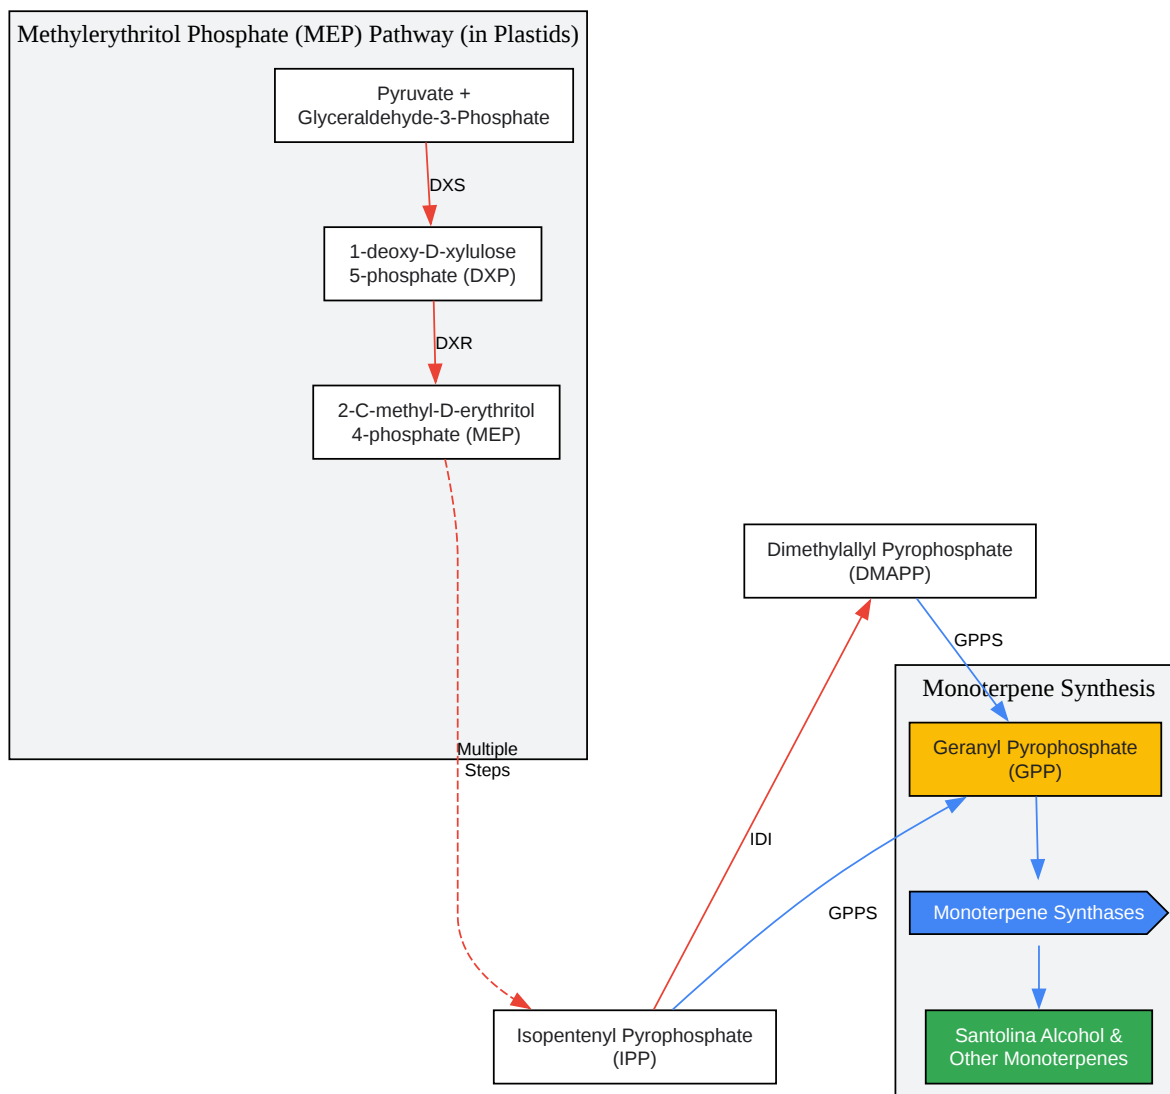 Methylerythritol Phosphate (MEP) Pathway (in Plastids)
Pyruvate +
Glyceraldehyde-3-Phosphate
DXS
1-deoxy-D-xylulose
5-phosphate (DXP)
DXR
2-C-methyl-D-erythritol
4-phosphate (MEP)
Multiple
Steps
Dimethylallyl Pyrophosphate
(DMAPP)
GPPS
Monoterpene Synthesis
Geranyl Pyrophosphate
(GPP)
IDI
GPPS
Monoterpene Synthases
Isopentenyl Pyrophosphate
(IPP)
Santolina Alcohol &
Other Monoterpenes